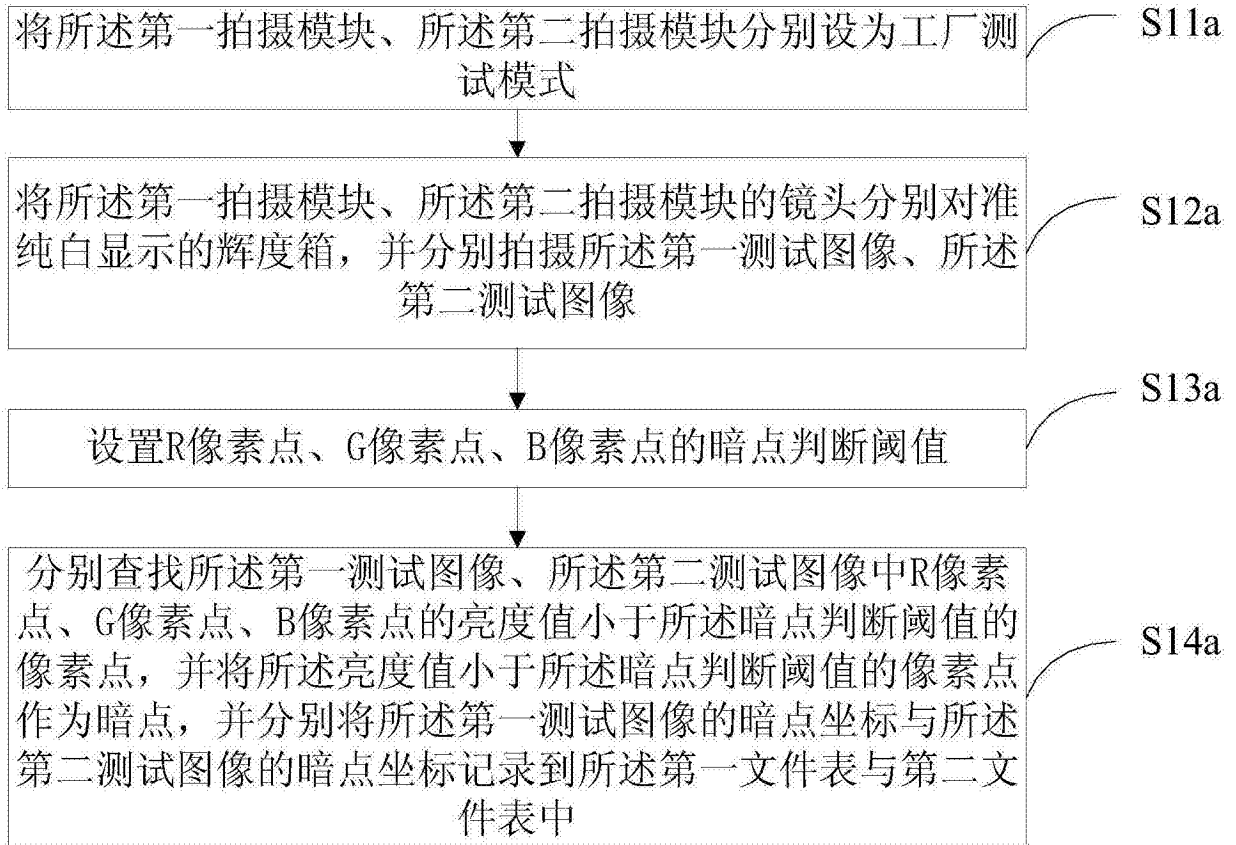 将所述第一拍摄模块、所述第二拍摄模块分别设为工厂测
试模式
S11a
将所述第一拍摄模块、所述第二拍摄模块的镜头分别对准
纯白显示的辉度箱，并分别拍摄所述第一测试图像、所述
第二测试图像
S12a
设置R像素点、G像素点、B像素点的暗点判断阈值
S13a
分别查找所述第一测试图像、所述第二测试图像中R像素
点、G像素点、B像素点的亮度值小于所述暗点判断阈值的
像素点，并将所述亮度值小于所述暗点判断阈值的像素点
作为暗点，并分别将所述第一测试图像的暗点坐标与所述
第二测试图像的暗点坐标记录到所述第一文件表与第二文
件表中
S14a